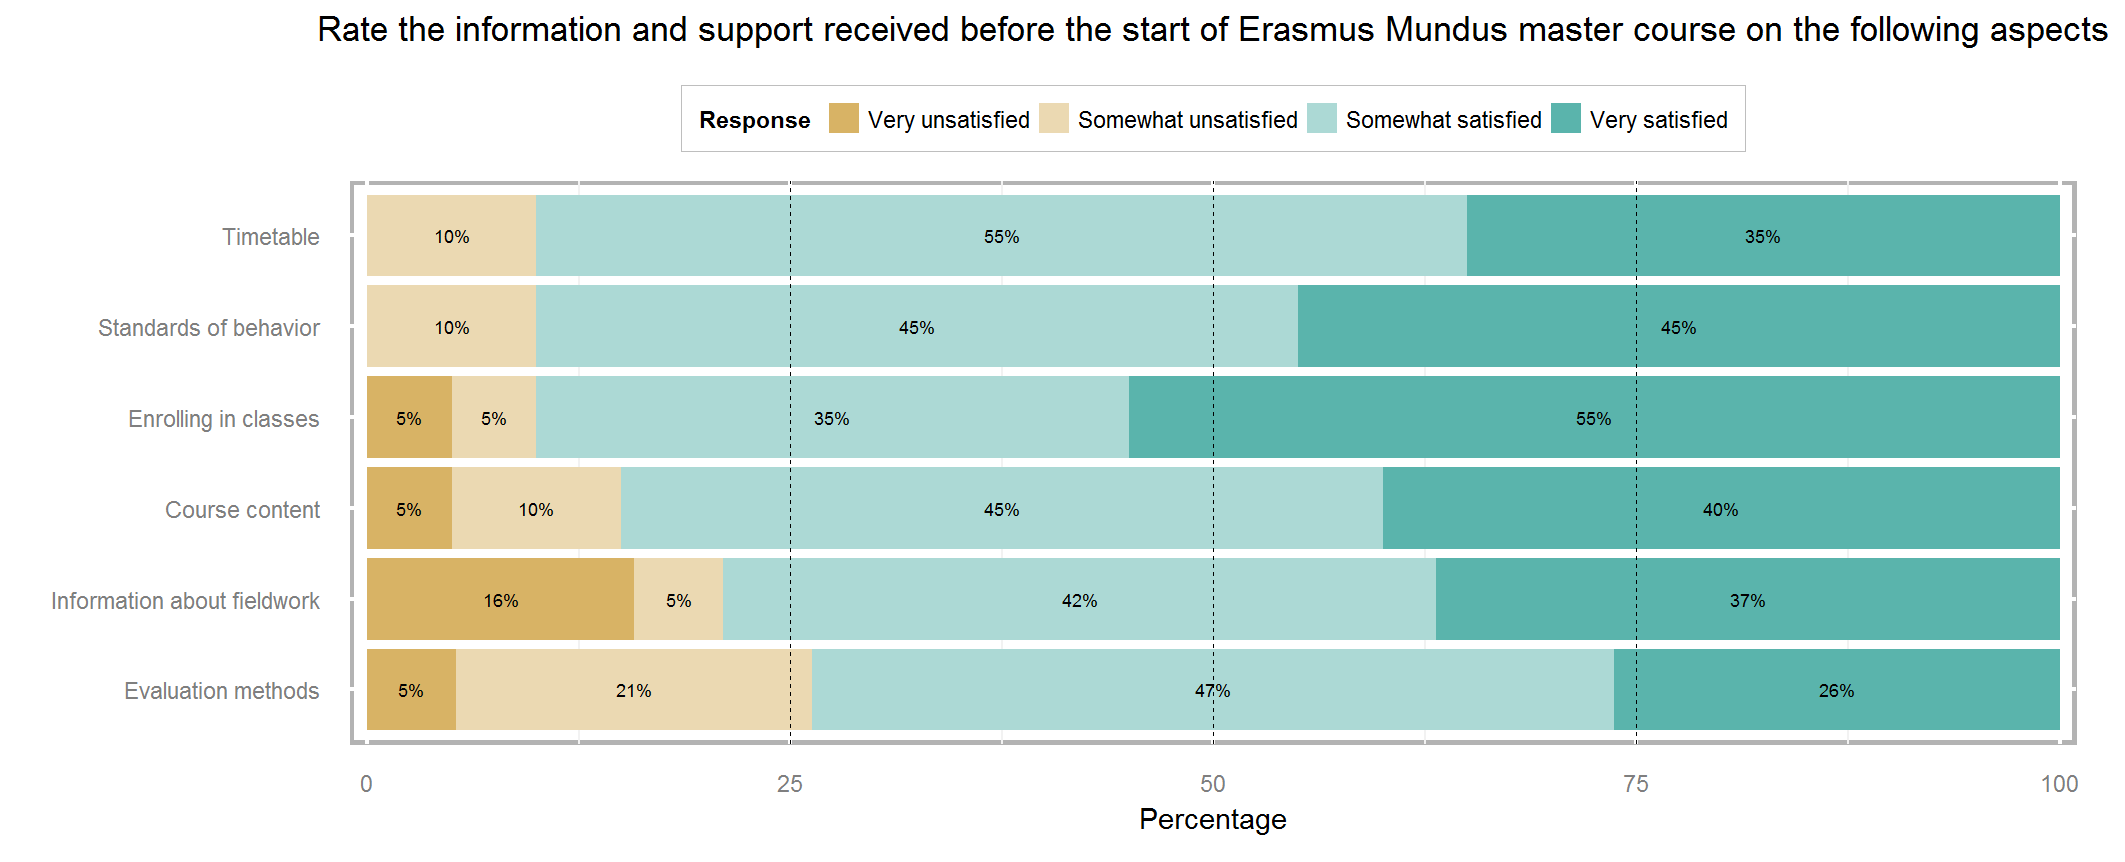 Rate the information and support received before the start of Erasmus Mundus master course on the following aspects
Response Very unsatisfied Somewhat unsatisfied Somewhat satisfied Very satisfied
Timetable 10% 55% 35%
Standards of behavior 10% 45% 45%
Enrolling in classes 5% 5% 35% 55%
Course content 5% 10% 45% 40%
Information about fieldwork 16% 5% 42% 37%
Evaluation methods 5% 21% 47% 26%
0 25 50 75 100
Percentage